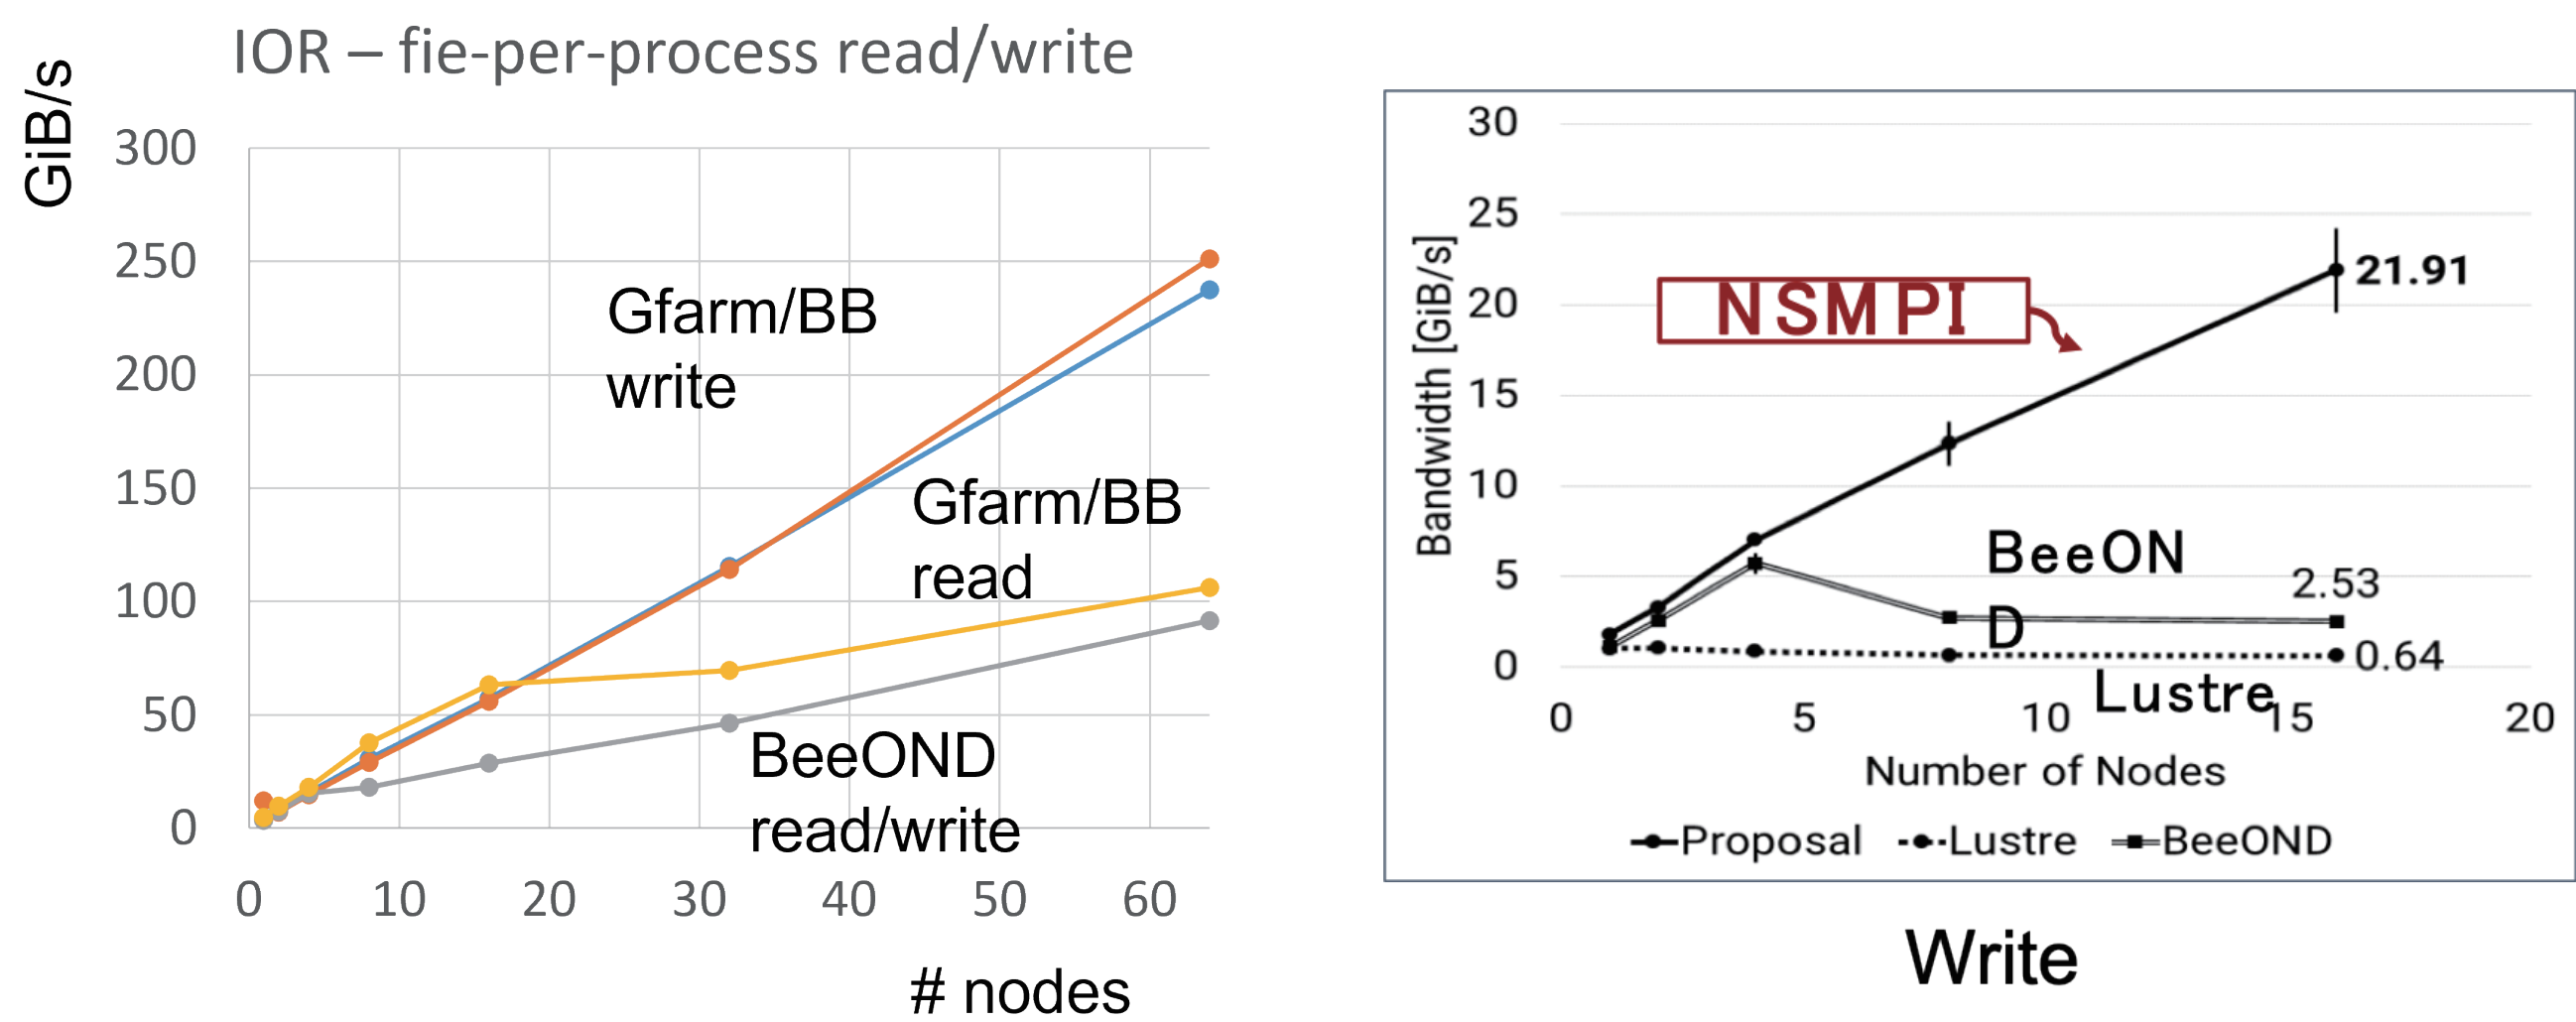 IOR – fie-per-process read/write
GiB/s
300
250
200
150
100
50
0
Gfarm/BB
write
Gfarm/BB
read
BeeOND
read/write
0 10 20 30 40 50 60
# nodes
30
25
20
15
10
5
0
Bandwidth [GiB/s]
NSMPI
21.91
BeeON
D
2.53
0.64
Lustre
0 5 10 15 20
Number of Nodes
Proposal Lustre BeeOND
Write